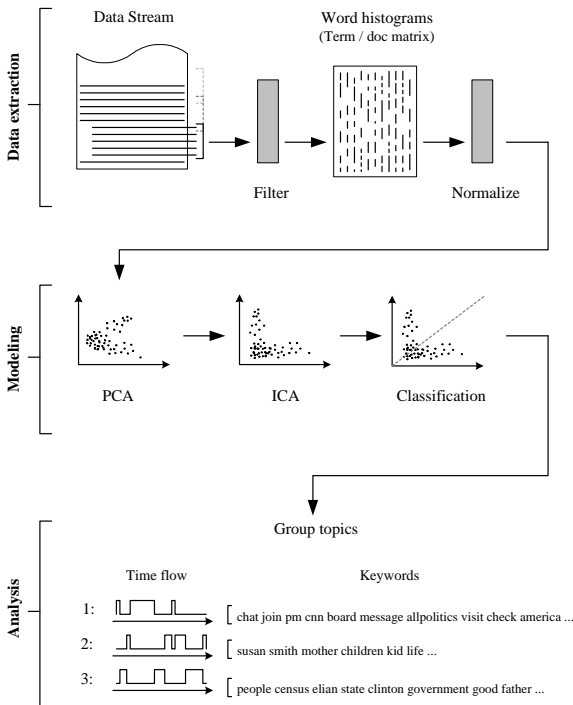 Data Stream
Word histograms
(Term / doc matrix)
Data extraction
Filter
Normalize
Modeling
PCA
ICA
Classification
Group topics
Analysis
Time flow
Keywords
1:
chat join pm cnn board message allpolitics visit check america ...
2:
susan smith mother children kid life ...
3:
people census elian state clinton government good father ...